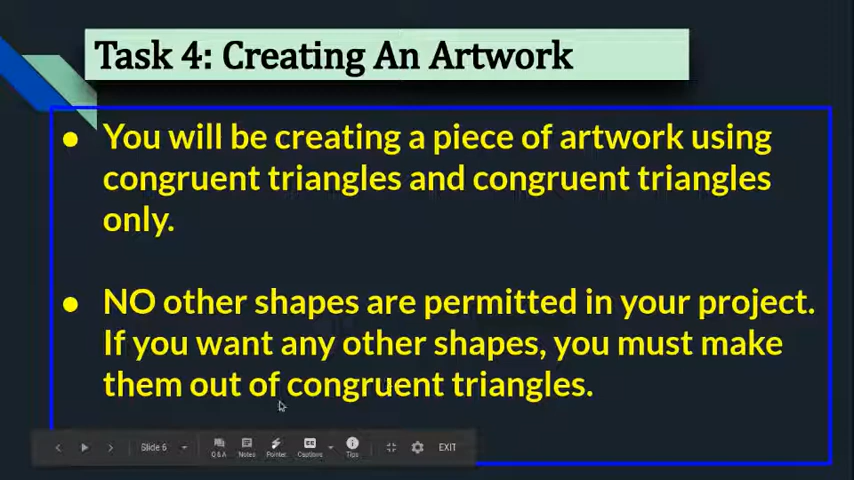 Task 4: Creating An Artwork
● You will be creating a piece of artwork using
congruent triangles and congruent triangles
only.
● NO other shapes are permitted in your project.
If you want any other shapes, you must make
them out of congruent triangles.
Slide 6
Q & A
Notes
Pointer
CC
Captions
Tips
EXIT